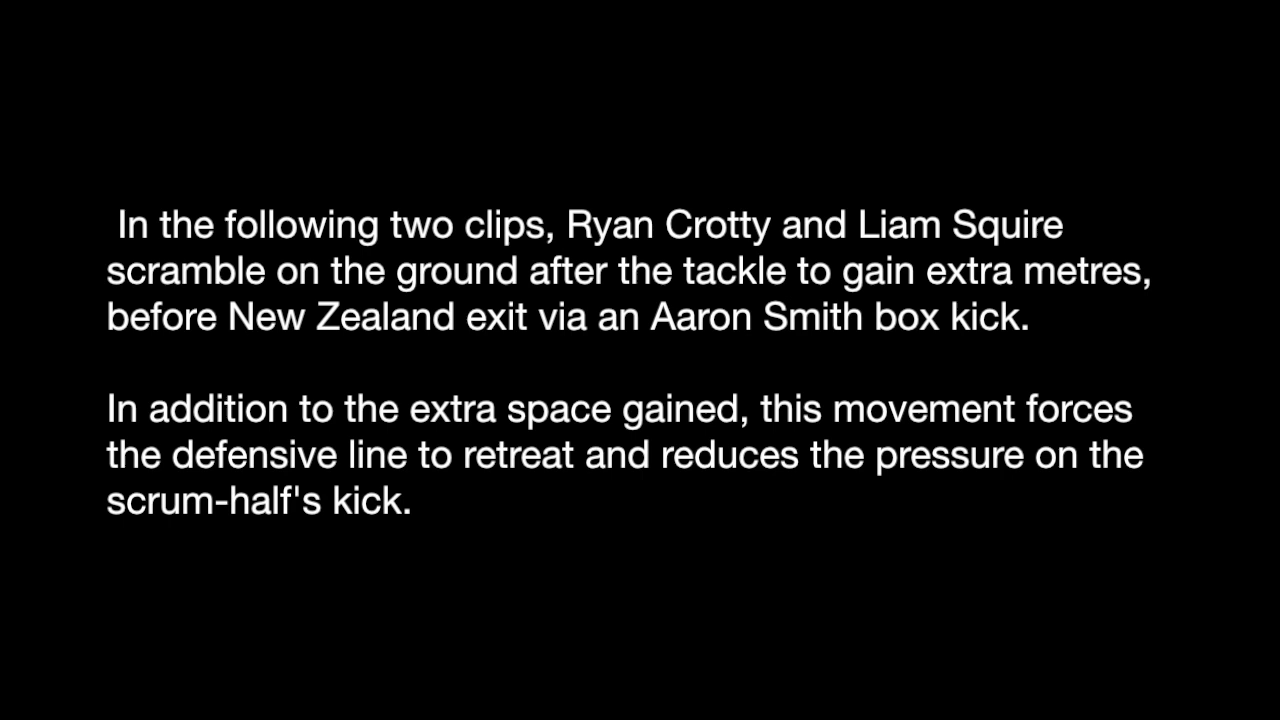 In the following two clips, Ryan Crotty and Liam Squire
scramble on the ground after the tackle to gain extra metres,
before New Zealand exit via an Aaron Smith box kick.
In addition to the extra space gained, this movement forces
the defensive line to retreat and reduces the pressure on the
scrum-half's kick.